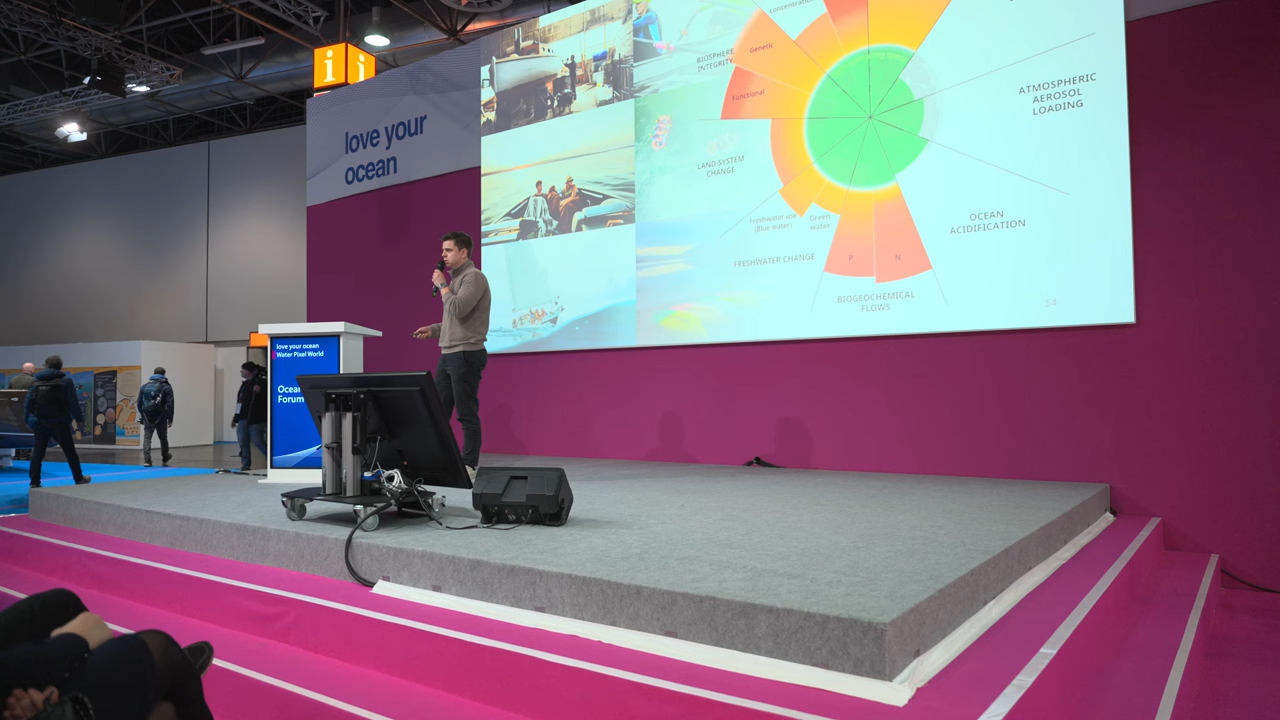 i i
love your
ocean
concentration
BIOSPHERE
INTEGRITY
Genetic
Functional
ATMOSPHERIC
AEROSOL
LOADING
LAND-SYSTEM
CHANGE
Freshwater use
(Blue water)
Green
water
OCEAN
ACIDIFICATION
FRESHWATER CHANGE
P
N
BIOGEOCHEMICAL
FLOWS
54
love your ocean
Water Pixel World
Ocean
Forum